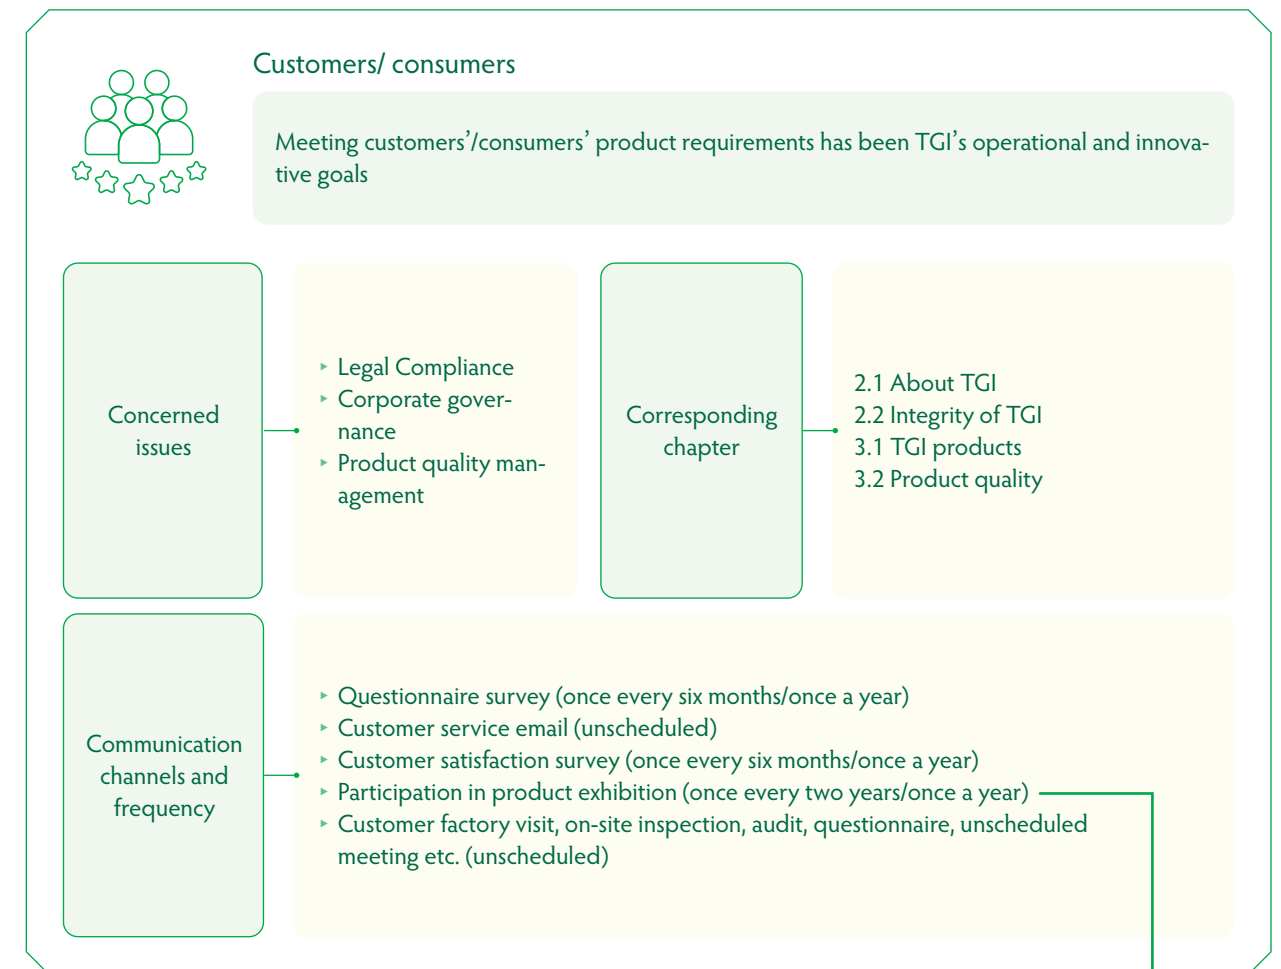 Customers/ consumers
Meeting customers’/consumers’ product requirements has been TGI’s operational and innova-
tive goals
Concerned
issues
‣ Legal Compliance
‣ Corporate gover-
nance
‣ Product quality man-
agement
Corresponding
chapter
2.1 About TGI
2.2 Integrity of TGI
3.1 TGI products
3.2 Product quality
Communication
channels and
frequency
‣ Questionnaire survey (once every six months/once a year)
‣ Customer service email (unscheduled)
‣ Customer satisfaction survey (once every six months/once a year)
‣ Participation in product exhibition (once every two years/once a year)
‣ Customer factory visit, on-site inspection, audit, questionnaire, unscheduled
meeting etc. (unscheduled)